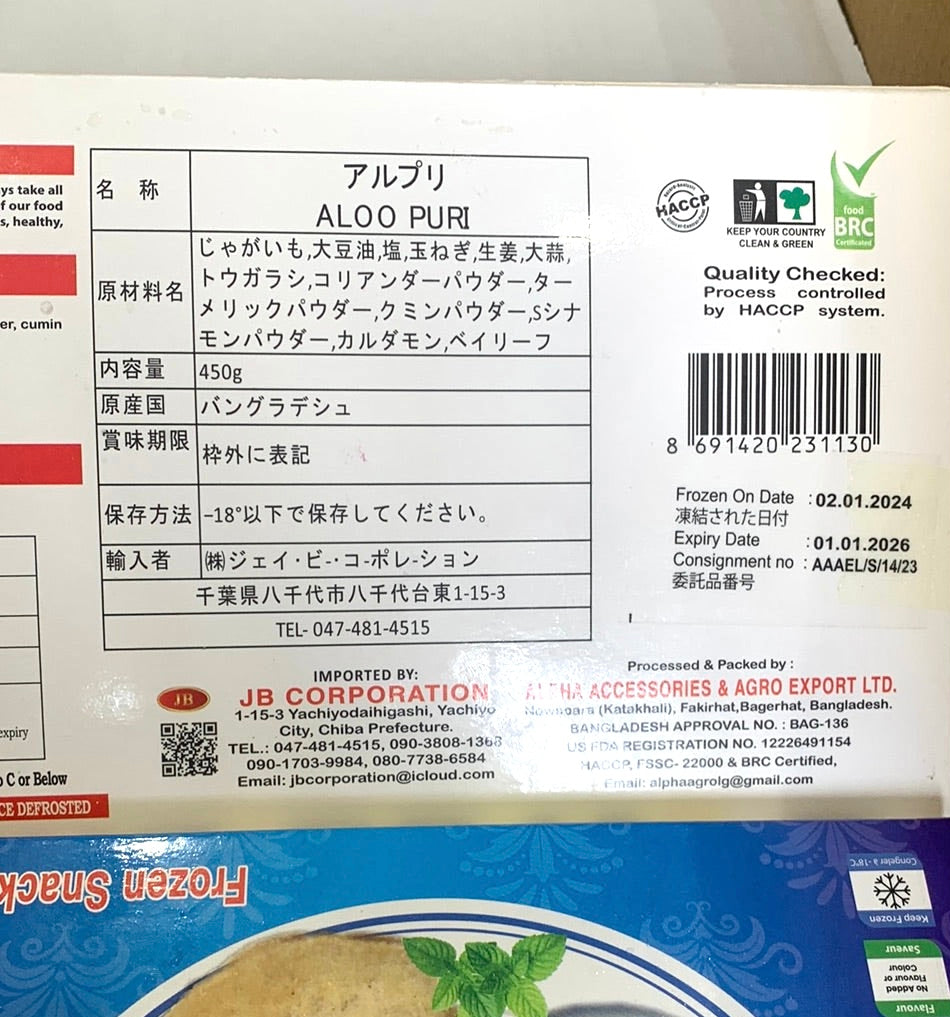 ys take all
f our food
s, healthy,
er, cumin
expiry
C or Below
CE DEFROSTED
名 称
アルプリ
ALOO PURI
原材料名
じゃがいも,大豆油,塩,玉ねぎ,生姜,大蒜,
トウガラシ,コリアンダーパウダー,ター
メリックパウダー,クミンパウダー,Sシナ
モンパウダー,カルダモン,ベイリーフ
内容量
450g
原産国
バングラデシュ
賞味期限
枠外に表記
保存方法
-18°以下で保存してください。
輸入者
㈱ジェイ・ビ-・コ-ポレ-ション
千葉県八千代市八千代台東1-15-3
TEL- 047-481-4515
HACCP
KEEP YOUR COUNTRY
CLEAN & GREEN
food
BRC
Certificated
Quality Checked:
Process controlled
by HACCP system.
8 691420 231130
Frozen On Date : 02.01.2024
凍結された日付
Expiry Date : 01.01.2026
Consignment no : AAAEL/S/14/23
委託品番号
IMPORTED BY:
JB
JB CORPORATION
1-15-3 Yachiyodaihigashi, Yachiyo
City, Chiba Prefecture.
TEL.: 047-481-4515, 090-3808-1368
090-1703-9984, 080-7738-6584
Email: jbcorporation@icloud.com
Processed & Packed by :
ALPHA ACCESSORIES & AGRO EXPORT LTD.
Nowapara (Katakhali), Fakirhat,Bagerhat, Bangladesh.
BANGLADESH APPROVAL NO. : BAG-136
US FDA REGISTRATION NO. 12226491154
HACCP, FSSC- 22000 & BRC Certified,
Email: alphaagrolg@gmail.com
Frozen Snack
Congeler à -18°C
Keep Frozen
Saveur
No Added
Flavour or
Colour
Flavel